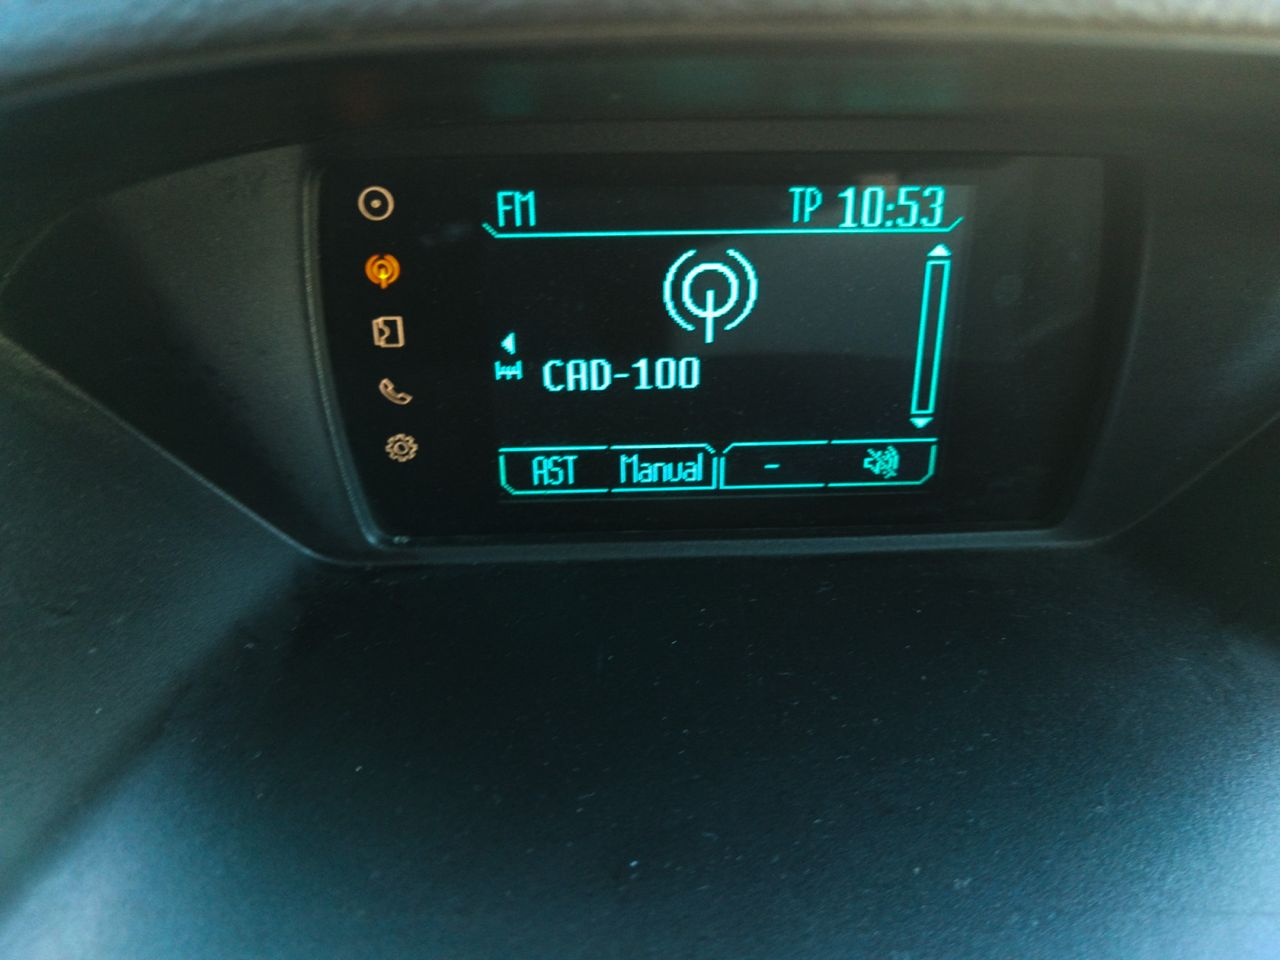 FM TP 10:53
CAD-100
AST Manual -